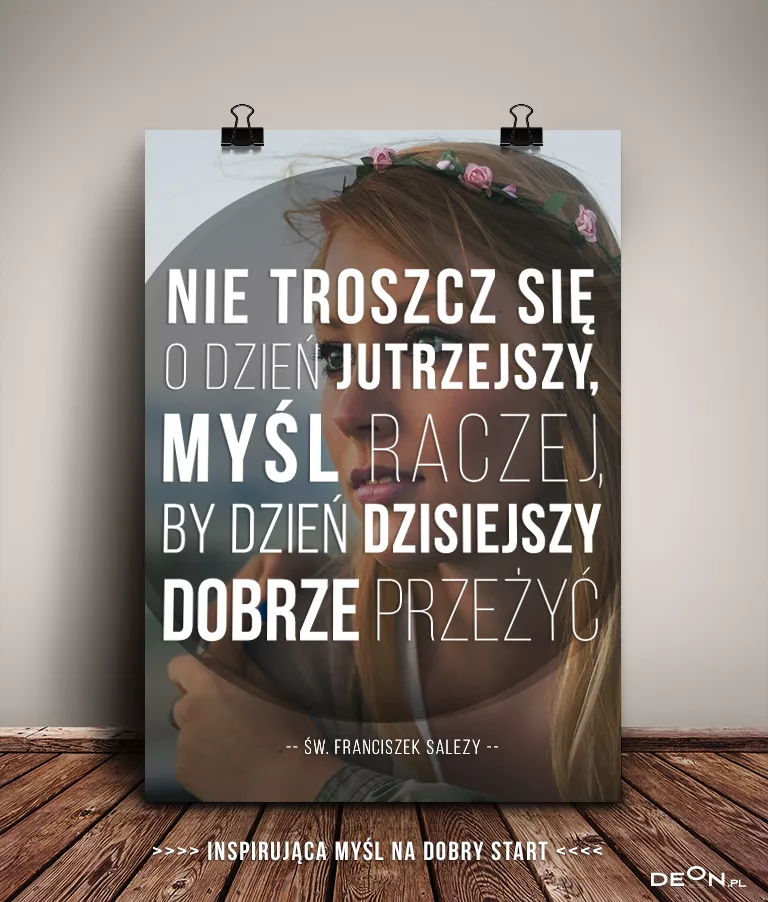 NIE TROSZCZ SIĘ
O DZIEŃ JUTRZEJSZY,
MYŚL RACZEJ,
BY DZIEŃ DZISIEJSZY
DOBRZE PRZEŻYĆ
-- ŚW. FRANCISZEK SALEZY --
>>>> INSPIRUJĄCA MYŚL NA DOBRY START <<<<
DEON.PL